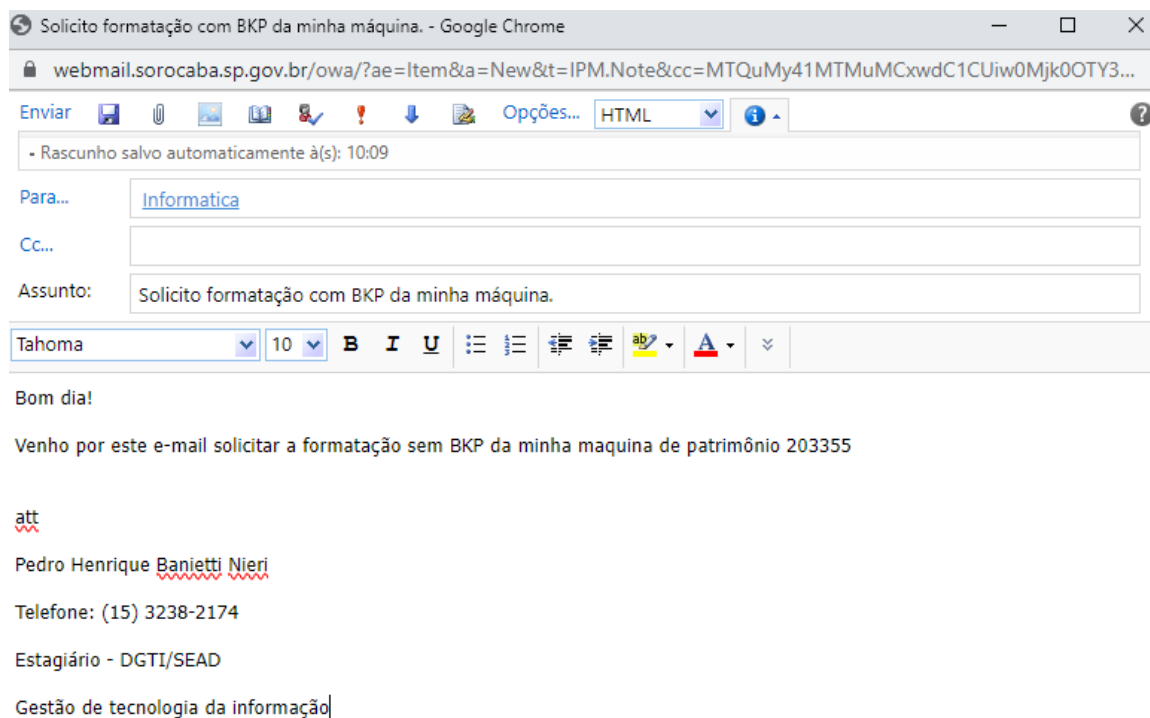 Solicito formatação com BKP da minha máquina. - Google Chrome
webmail.sorocaba.sp.gov.br/owa/?ae=Item&a=New&t=IPM.Note&cc=MTQuMy41MTMuMCxwdC1CUiw0Mjk0OTY3...
Enviar Opções... HTML
- Rascunho salvo automaticamente à(s): 10:09
Para... Informatica
Cc...
Assunto: Solicito formatação com BKP da minha máquina.
Tahoma 10 B I U ab A
Bom dia!
Venho por este e-mail solicitar a formatação sem BKP da minha maquina de patrimônio 203355
att
Pedro Henrique Banietti Nieri
Telefone: (15) 3238-2174
Estagiário - DGTI/SEAD
Gestão de tecnologia da informação